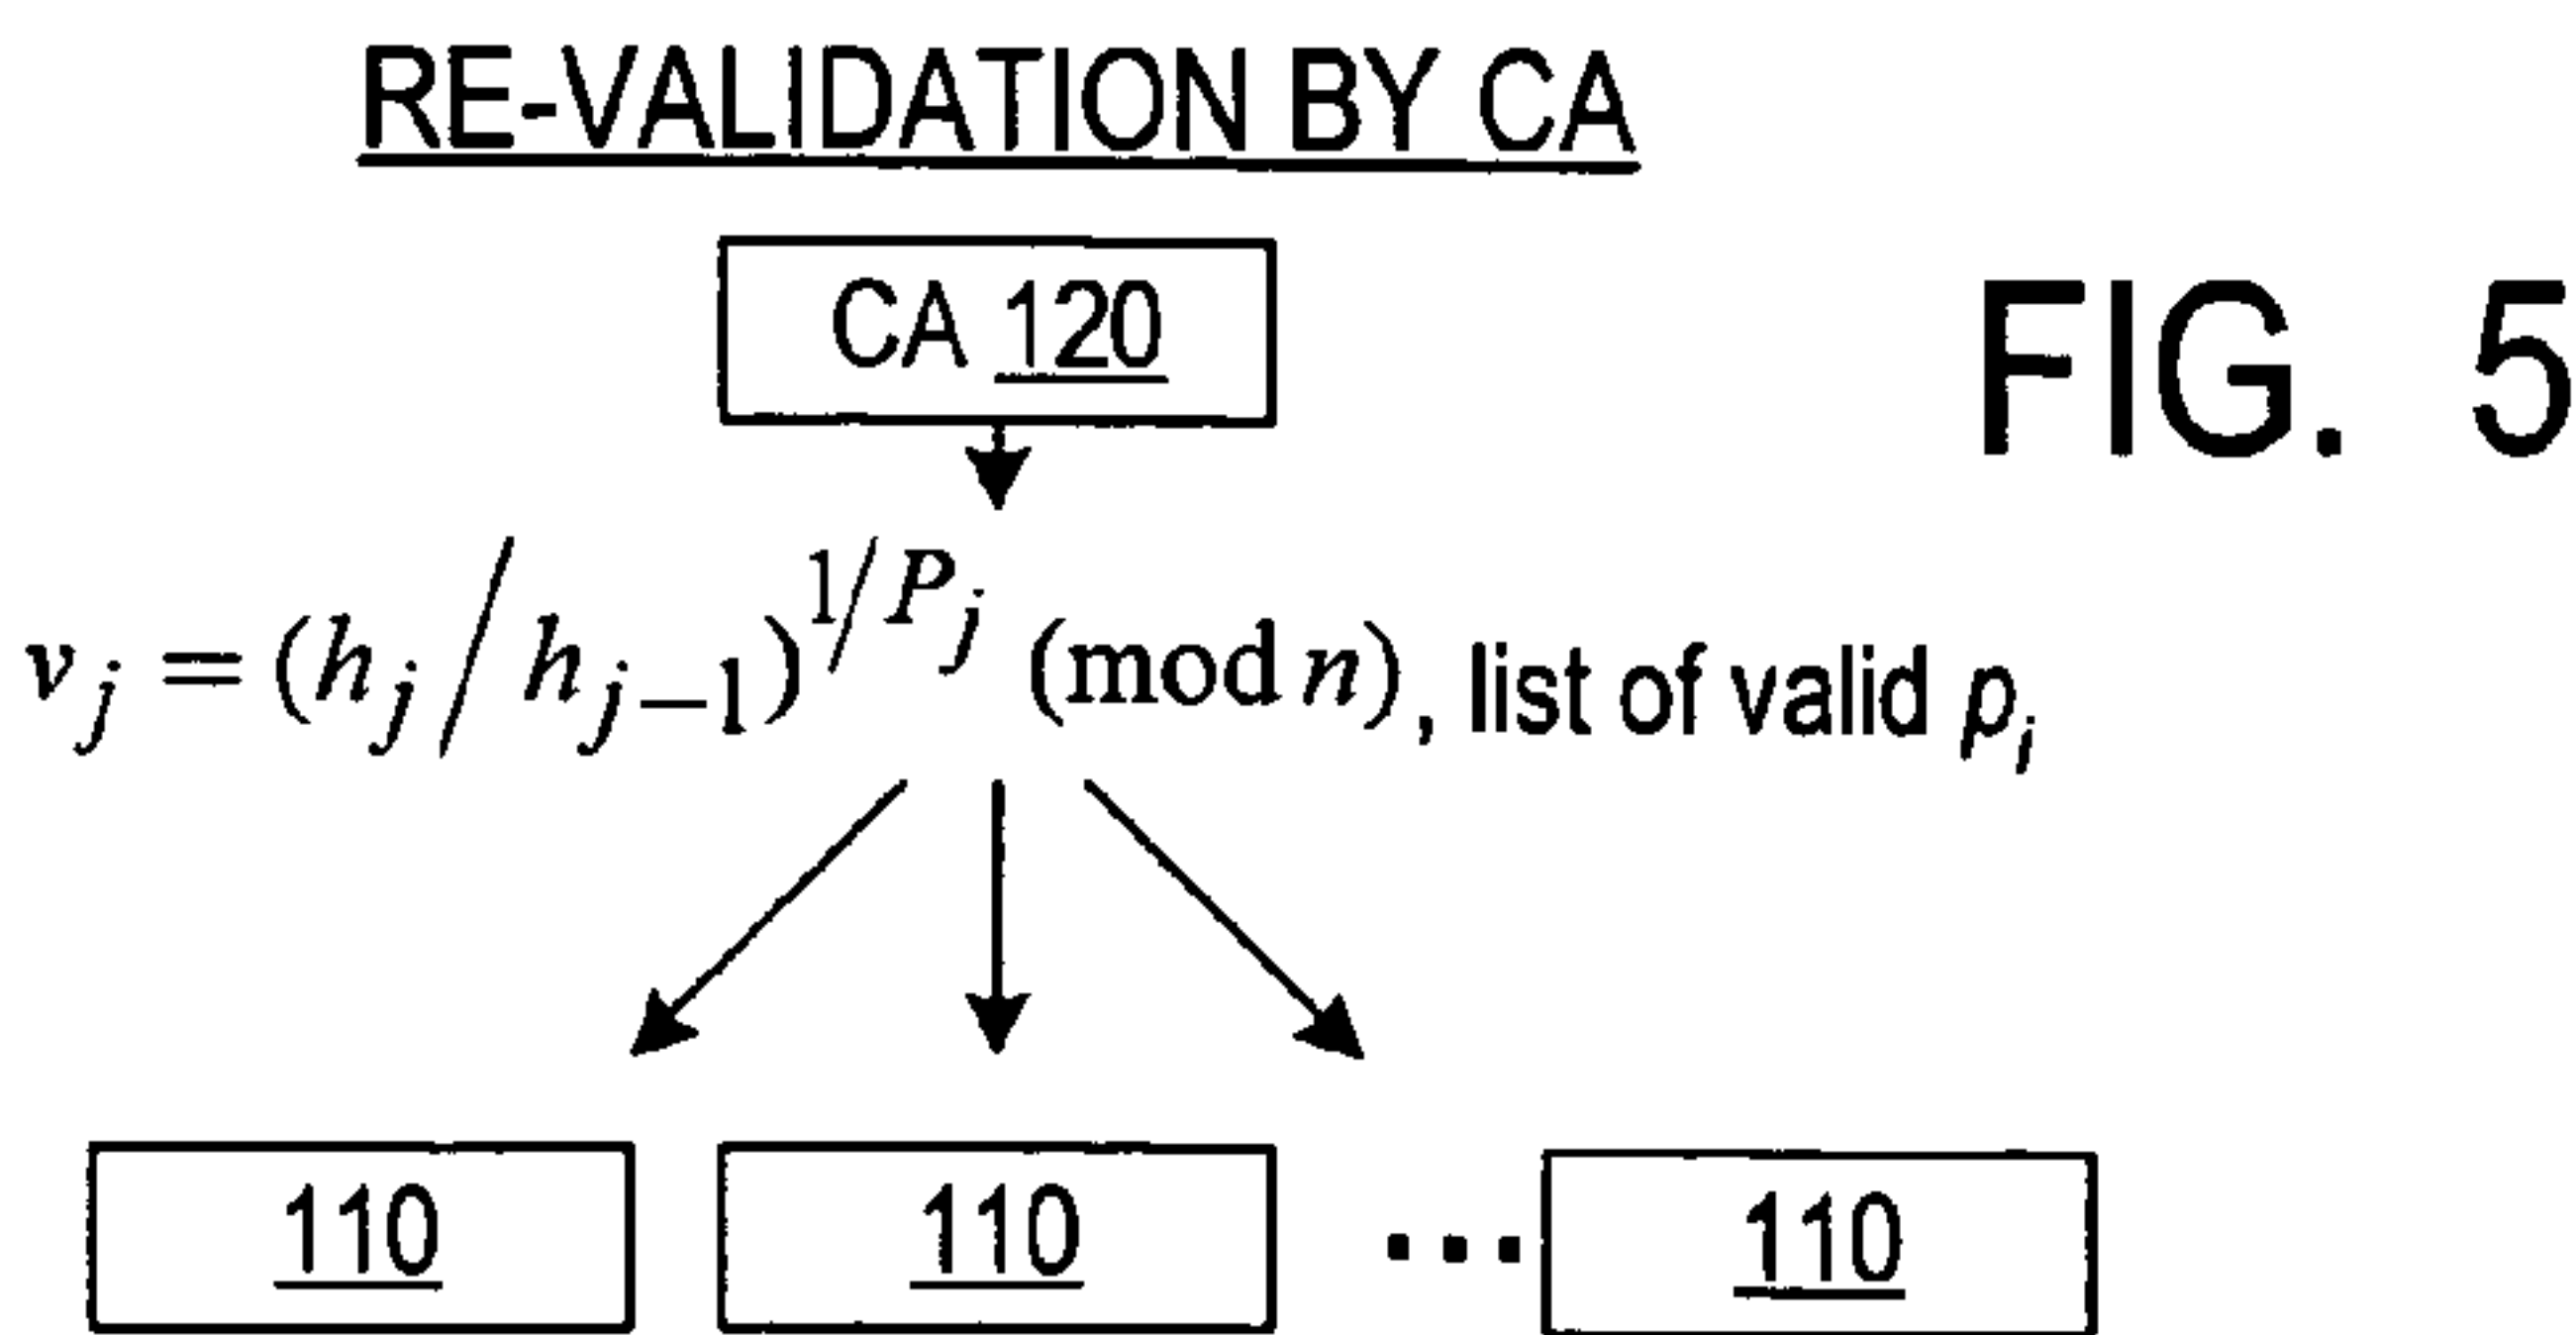 RE-VALIDATION BY CA
CA 120
FIG. 5
v_j = (h_j / h_{j-1})^{1/P_j} (mod n), list of valid p_i
110 110 ... 110